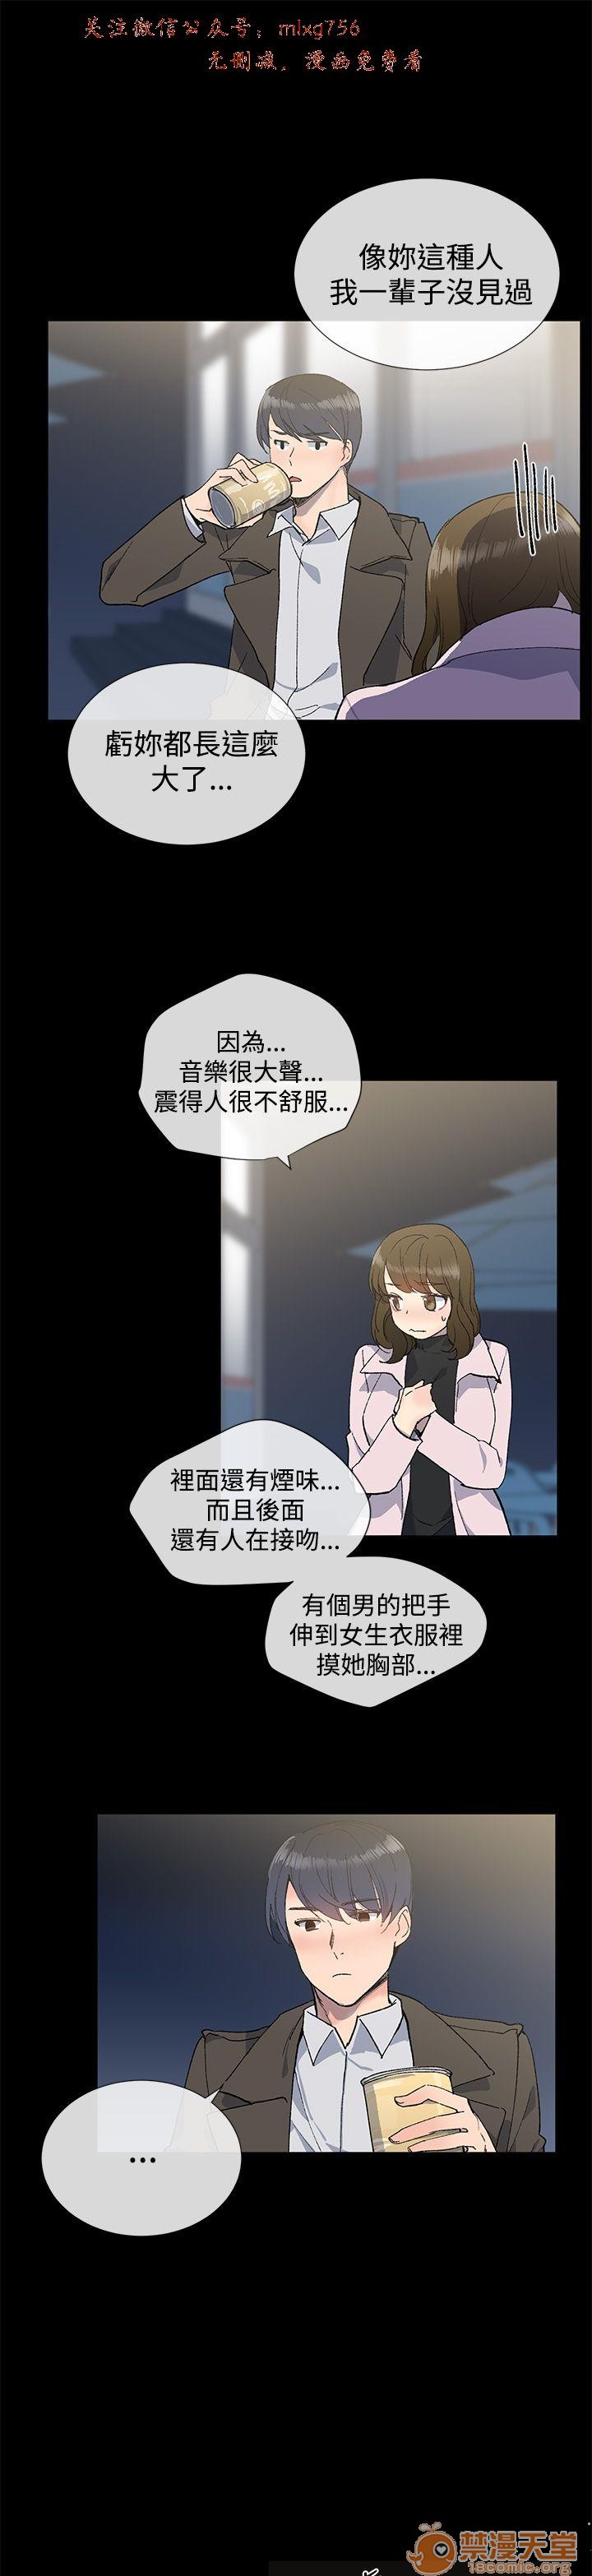 关注微信公众号：mlxg756
无删减，漫画免费看
像妳這種人
我一輩子沒見過
虧妳都長這麼
大了...
因為...
音樂很大聲...
震得人很不舒服...
裡面還有煙味...
而且後面
還有人在接吻...
有個男的把手
伸到女生衣服裡
摸她胸部...
...
禁漫天堂
18comic.org